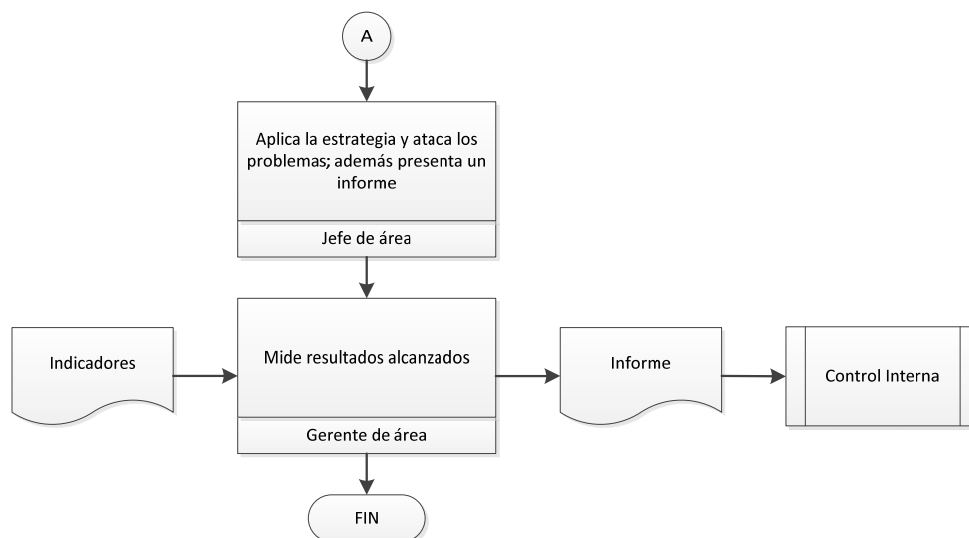 A
Aplica la estrategia y ataca los
problemas; además presenta un
informe
Jefe de área
Indicadores
Mide resultados alcanzados
Gerente de área
Informe
Control Interna
FIN